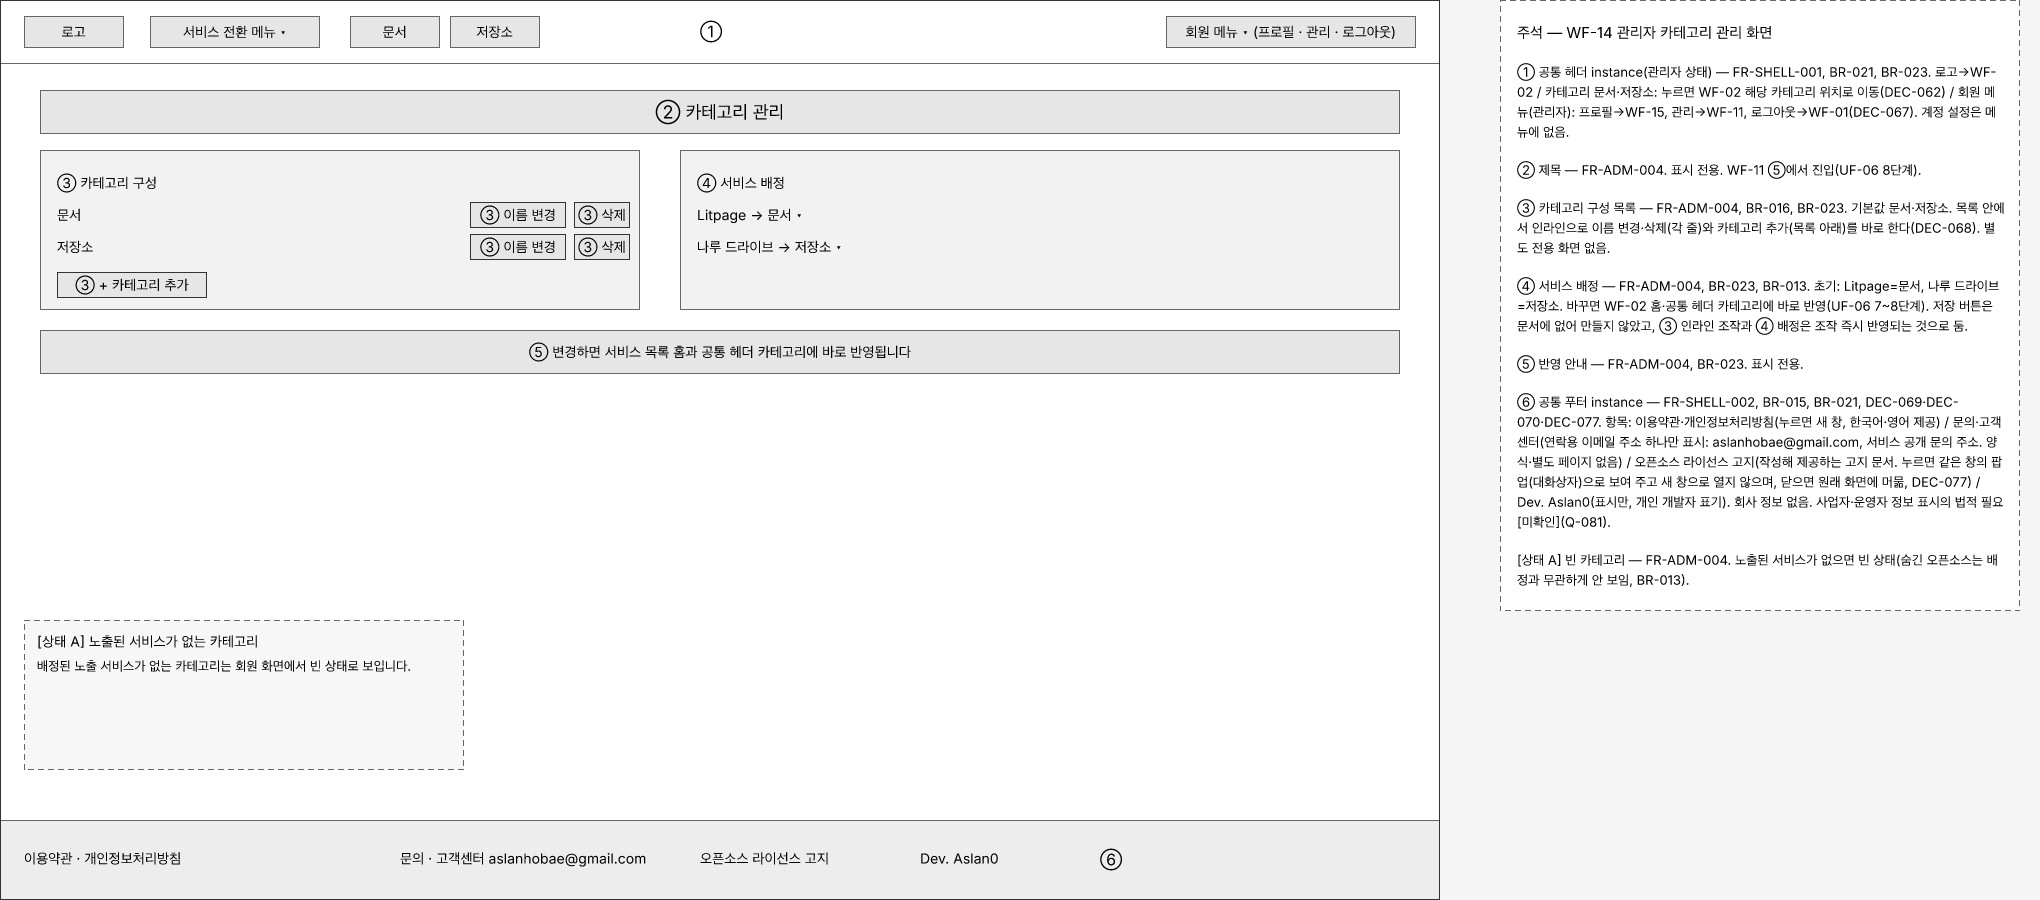 로고
서비스 전환 메뉴 ▾
문서
저장소
①
회원 메뉴 ▾ (프로필 · 관리 · 로그아웃)
② 카테고리 관리
③ 카테고리 구성
문서
③ 이름 변경
③ 삭제
저장소
③ 이름 변경
③ 삭제
③ + 카테고리 추가
④ 서비스 배정
Litpage → 문서 ▾
나루 드라이브 → 저장소 ▾
⑤ 변경하면 서비스 목록 홈과 공통 헤더 카테고리에 바로 반영됩니다
[상태 A] 노출된 서비스가 없는 카테고리
배정된 노출 서비스가 없는 카테고리는 회원 화면에서 빈 상태로 보입니다.
이용약관 · 개인정보처리방침
문의 · 고객센터 aslanhobae@gmail.com
오픈소스 라이선스 고지
Dev. Aslan0
⑥
주석 — WF-14 관리자 카테고리 관리 화면
① 공통 헤더 instance(관리자 상태) — FR-SHELL-001, BR-021, BR-023. 로고→WF-
02 / 카테고리 문서·저장소: 누르면 WF-02 해당 카테고리 위치로 이동(DEC-062) / 회원 메
뉴(관리자): 프로필→WF-15, 관리→WF-11, 로그아웃→WF-01(DEC-067). 계정 설정은 메
뉴에 없음.
② 제목 — FR-ADM-004. 표시 전용. WF-11 ⑤에서 진입(UF-06 8단계).
③ 카테고리 구성 목록 — FR-ADM-004, BR-016, BR-023. 기본값 문서·저장소. 목록 안에
서 인라인으로 이름 변경·삭제(각 줄)와 카테고리 추가(목록 아래)를 바로 한다(DEC-068). 별
도 전용 화면 없음.
④ 서비스 배정 — FR-ADM-004, BR-023, BR-013. 초기: Litpage=문서, 나루 드라이브
=저장소. 바꾸면 WF-02 홈·공통 헤더 카테고리에 바로 반영(UF-06 7~8단계). 저장 버튼은
문서에 없어 만들지 않았고, ③ 인라인 조작과 ④ 배정은 조작 즉시 반영되는 것으로 둠.
⑤ 반영 안내 — FR-ADM-004, BR-023. 표시 전용.
⑥ 공통 푸터 instance — FR-SHELL-002, BR-015, BR-021, DEC-069·DEC-
070·DEC-077. 항목: 이용약관·개인정보처리방침(누르면 새 창, 한국어·영어 제공) / 문의·고객
센터(연락용 이메일 주소 하나만 표시: aslanhobae@gmail.com, 서비스 공개 문의 주소. 양
식·별도 페이지 없음) / 오픈소스 라이선스 고지(작성해 제공하는 고지 문서. 누르면 같은 창의 팝
업(대화상자)으로 보여 주고 새 창으로 열지 않으며, 닫으면 원래 화면에 머묾, DEC-077) /
Dev. Aslan0(표시만, 개인 개발자 표기). 회사 정보 없음. 사업자·운영자 정보 표시의 법적 필요
[미확인](Q-081).
[상태 A] 빈 카테고리 — FR-ADM-004. 노출된 서비스가 없으면 빈 상태(숨긴 오픈소스는 배
정과 무관하게 안 보임, BR-013).